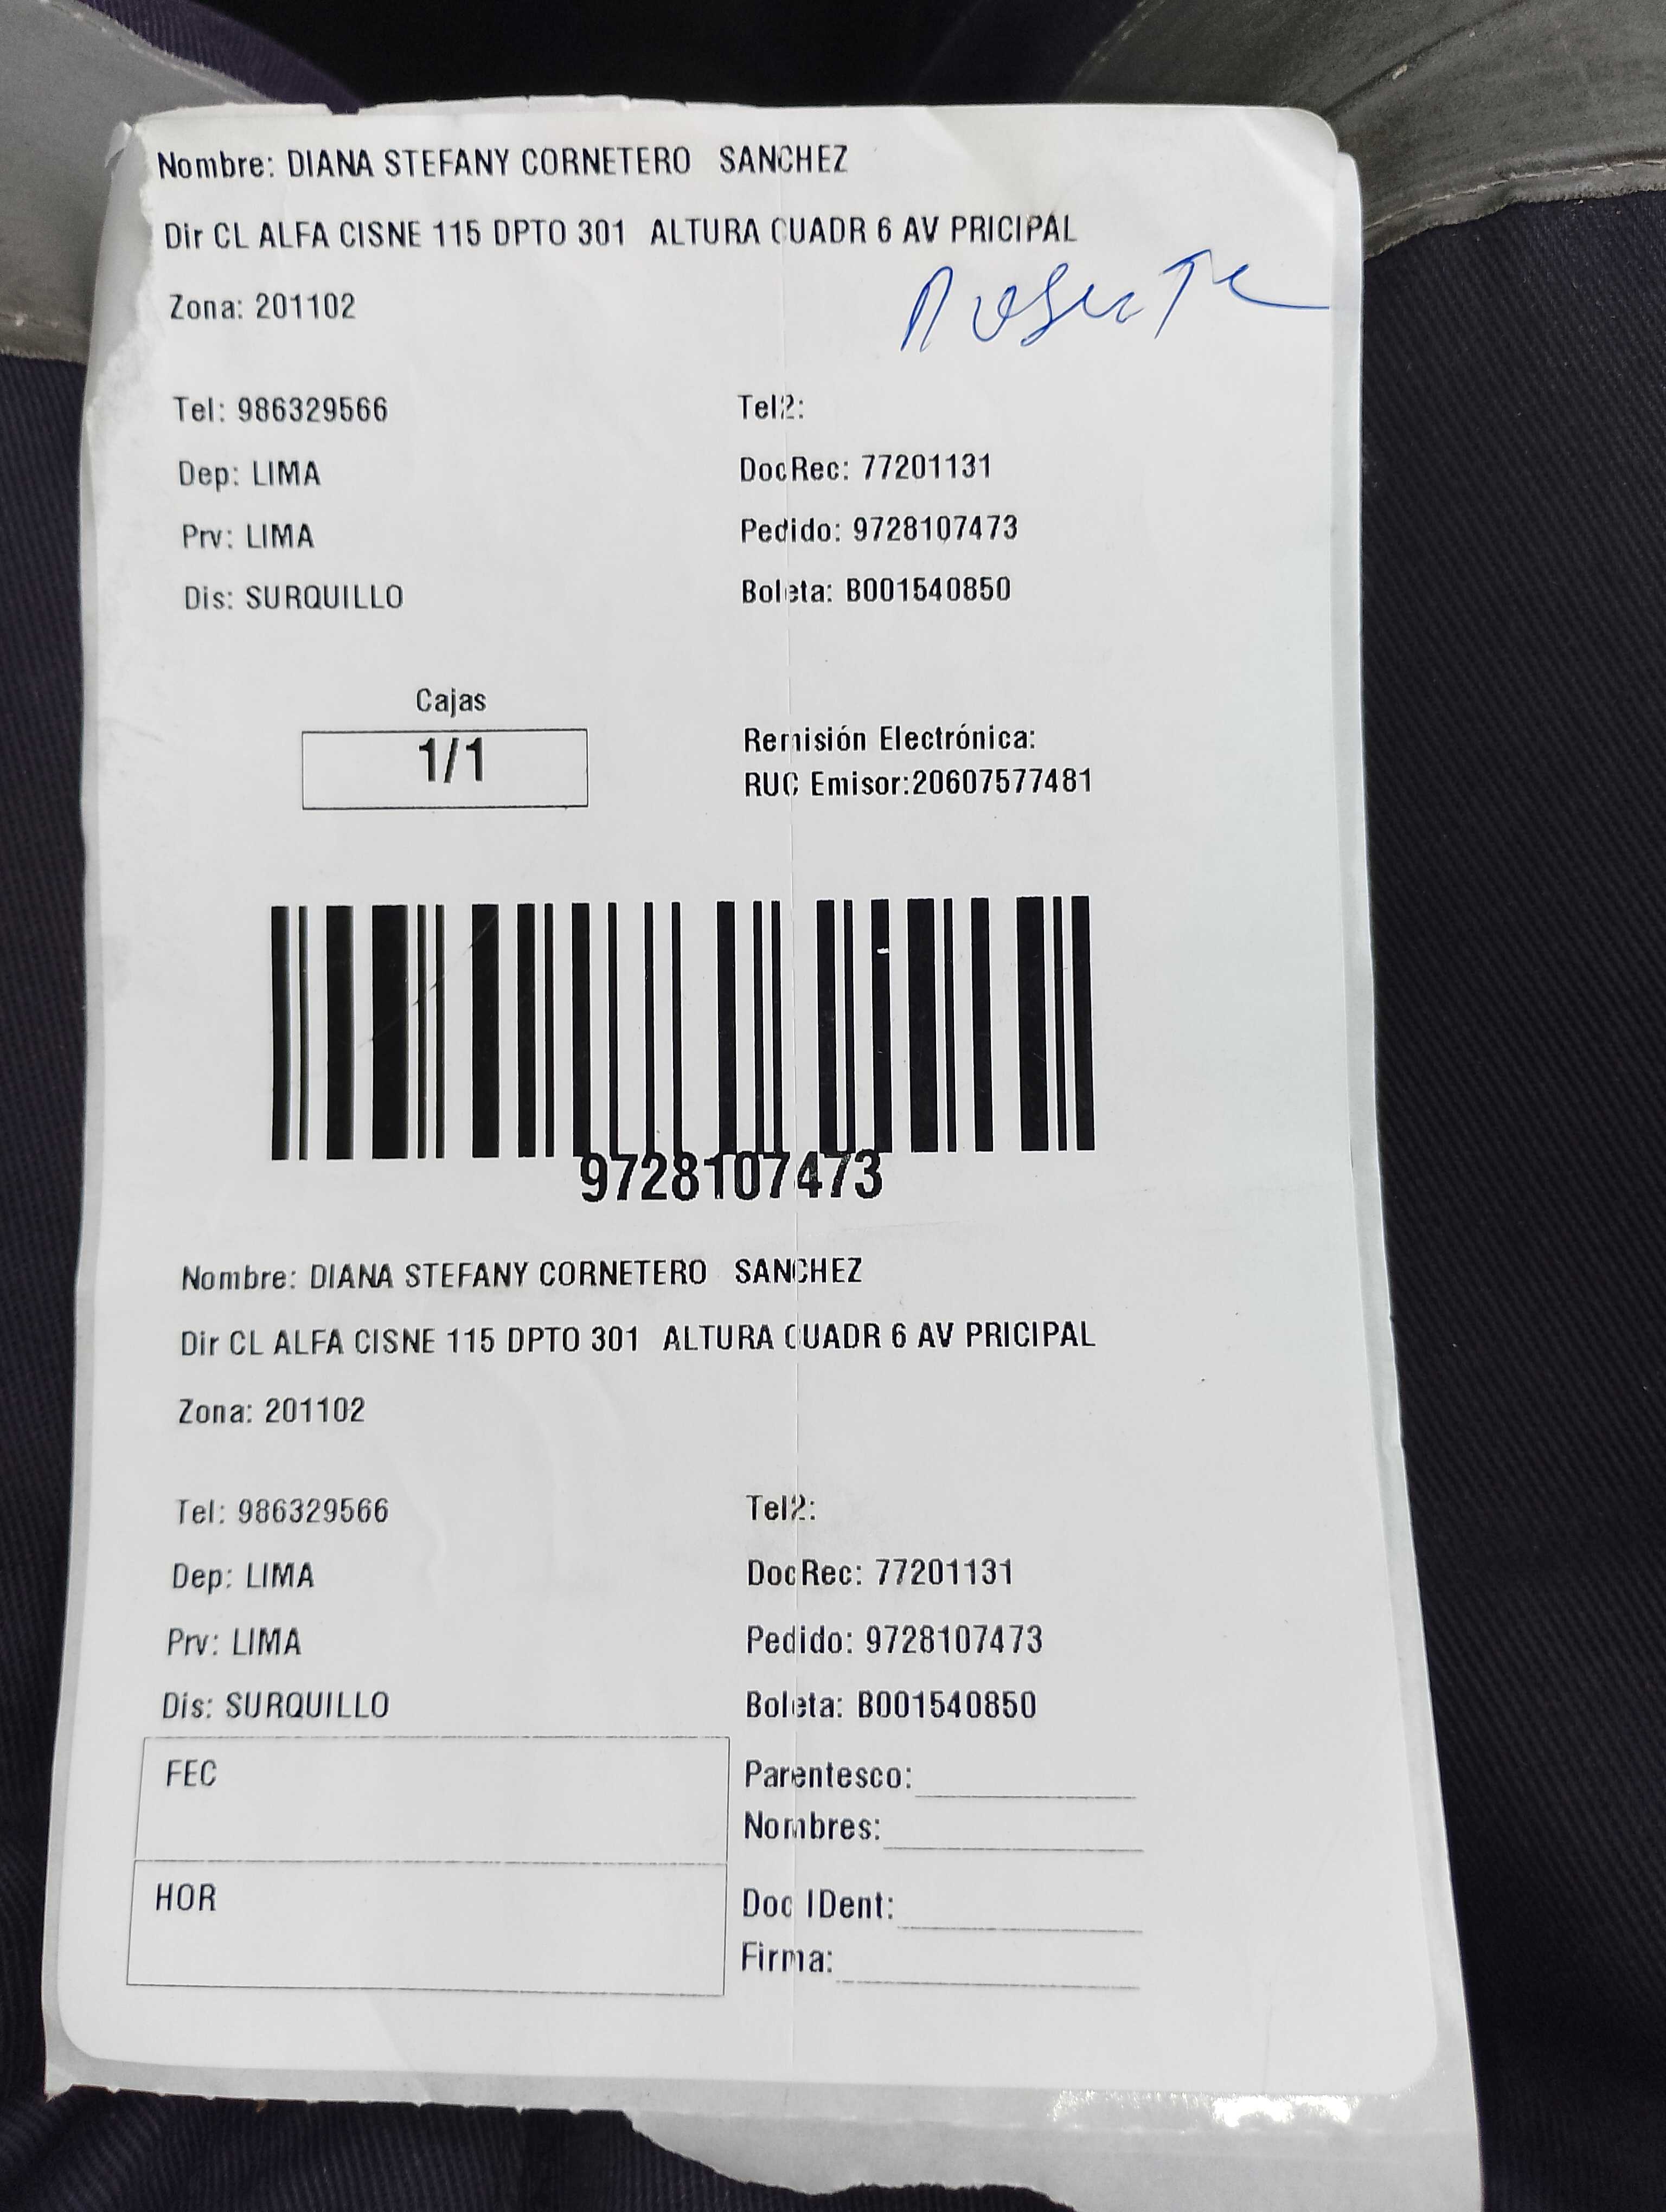 Nombre: DIANA STEFANY CORNETERO SANCHEZ
Dir CL ALFA CISNE 115 DPTO 301 ALTURA CUADR 6 AV PRICIPAL
Zona: 201102
Tel: 986329566 Tel2:
Dep: LIMA DocRec: 77201131
Prv: LIMA Pedido: 9728107473
Dis: SURQUILLO Boleta: B001540850
Cajas
1/1
Remisión Electrónica:
RUC Emisor:20607577481
9728107473
Nombre: DIANA STEFANY CORNETERO SANCHEZ
Dir CL ALFA CISNE 115 DPTO 301 ALTURA CUADR 6 AV PRICIPAL
Zona: 201102
Tel: 986329566 Tel2:
Dep: LIMA DocRec: 77201131
Prv: LIMA Pedido: 9728107473
Dis: SURQUILLO Boleta: B001540850
FEC Parentesco:
Nombres:
HOR Doc IDent:
Firma: